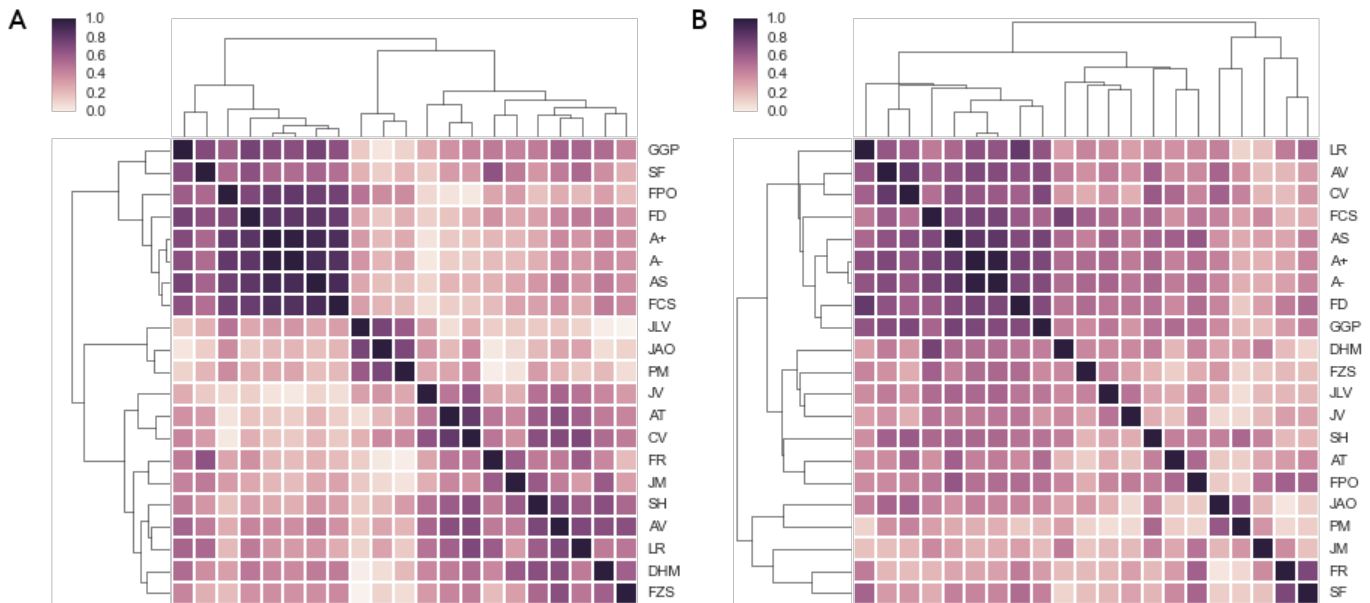 A
1.0
0.8
0.6
0.4
0.2
0.0
GGP
SF
FPO
FD
A+
A-
AS
FCS
JLV
JAO
PM
JV
AT
CV
FR
JM
SH
AV
LR
DHM
FZS
B
1.0
0.8
0.6
0.4
0.2
0.0
LR
AV
CV
FCS
AS
A+
A-
FD
GGP
DHM
FZS
JLV
JV
SH
AT
FPO
JAO
PM
JM
FR
SF